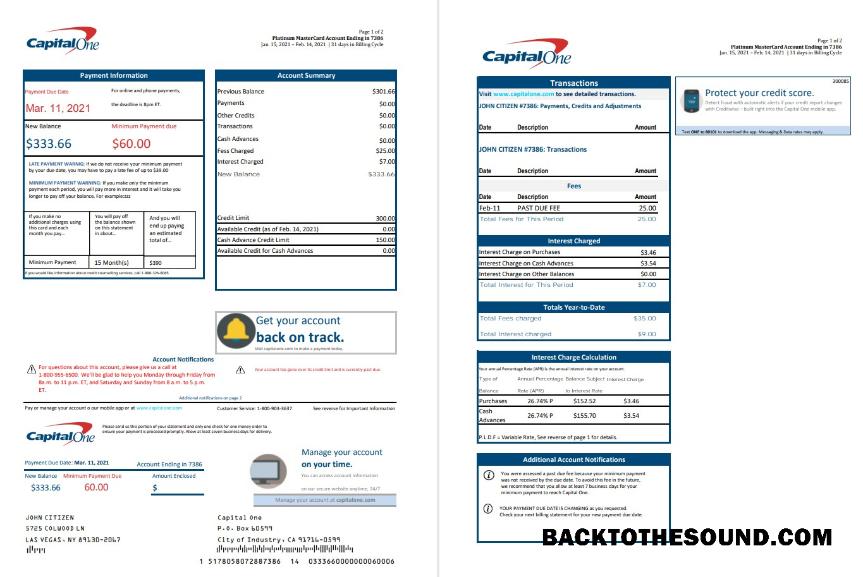 Capital One
Page 1 of 2
Platinum MasterCard Account Ending in 7386
Jan. 15, 2021 – Feb. 14, 2021 | 31 days in Billing Cycle
Payment Information
Payment Due Date
For online and phone payments,
Mar. 11, 2021
the deadline is 8pm ET.
New Balance
Minimum Payment due
$333.66
$60.00
LATE PAYMENT WARNIG: If we do not receive your minimum payment
by your due date, you may have to pay a late fee of up to $39.00
MINIMUM PAYMENT WARNING: If you make only the minimum
payment each period, you will pay more in interest and it will take you
longer to pay off your balance. For example:
If you make no
additional charges using
this card and each
month you pay...
You will pay off
the balance shown
on this statement
in about...
And you will
end up paying
an estimated
total of...
Minimum Payment
15 Month(s)
$390
Account Summary
Previous Balance $301.66
Payments $0.00
Other Credits $0.00
Transactions $0.00
Cash Advances $0.00
Fess Charged $25.00
Interest Charged $7.00
New Balance $333.66
Credit Limit 300.00
Available Credit (as of Feb. 14, 2021) 0.00
Cash Advance Credit Limit 150.00
Available Credit for Cash Advances 0.00
Get your account
back on track.
Visit capitalone.com to make a payment today.
Account Notifications
For questions about this account, please give us a call at
1-800-955-6600. We'll be glad to help you Monday through Friday from
8a.m. to 11 p.m. ET, and Saturday and Sunday from 8 a.m. to 5 p.m.
ET.
Your account has gone over its credit limit and is currently past due.
Additional notifications on page 2
Pay or manage your account o our mobile app or at www.capitalone.com
Customer Service: 1-800-903-3637
See reverse for Important Information
Capital One
Please send us this portion of your statement and only one check for one money order to
ensure your payment is processed promptly. Allow at least seven business days for delivery.
Payment Due Date: Mar. 11, 2021
Account Ending in 7386
New Balance
Minimum Payment Due
Amount Enclosed
$333.66
60.00
$
Manage your account
on your time.
You can access account information
on our secure website anytime, 24/7
Manage your account at capitalone.com
JOHN CITIZEN
5725 COLWOOD LN
LAS VEGAS, NV 89130-2067
Capital One
P.O. Box 60599
City of Industry, CA 91716-0599
1 5178058072887386 14 0333660000000060006
Capital One
Page 1 of 2
Platinum MasterCard Account Ending in 7386
Jan. 15, 2021 – Feb. 14, 2021 | 31 days in Billing Cycle
Transactions
Visit www.capitalone.com to see detailed transactions.
JOHN CITIZEN #7386: Payments, Credits and Adjustments
Date Description Amount
JOHN CITIZEN #7386: Transactions
Date Description Amount
Fees
Date Description Amount
Feb-11 PAST DUE FEE 25.00
Total Fees for This Period 25.00
Interest Charged
Interest Charge on Purchases $3.46
Interest Charge on Cash Advances $3.54
Interest Charge on Other Balances $0.00
Total Interest for This Period $7.00
Totals Year-to-Date
Total Fees charged $35.00
Total Interest charged $9.00
Interest Charge Calculation
Your annual Percentage Rate (APR) is the annual interest rate on your account.
Type of Annual Percentage Balance Subject Interest Charge
Balance Rate (APR) to Interest Rate
Purchases 26.74% P $152.52 $3.46
Cash
Advances 26.74% P $155.70 $3.54
P.L.D.F = Variable Rate, See reverse of page 1 for details.
Additional Account Notifications
You were assessed a past due fee because your minimum payment
was not received by the due date. To avoid this fee in the future,
we recommend that you allow at least 7 business days for your
minimum payment to reach Capital One.
YOUR PAYMENT DUE DATE IS CHANGING as you requested.
Check your next billing statement for your new payment due date.
300085
Protect your credit score.
Detect fraud with automatic alerts if your credit report changes
with Creditwise - built right into the Capital One mobile app.
Text ONE to 80101 to download the app. Messaging & Data rates may apply.
BACKTOTHESOUND.COM